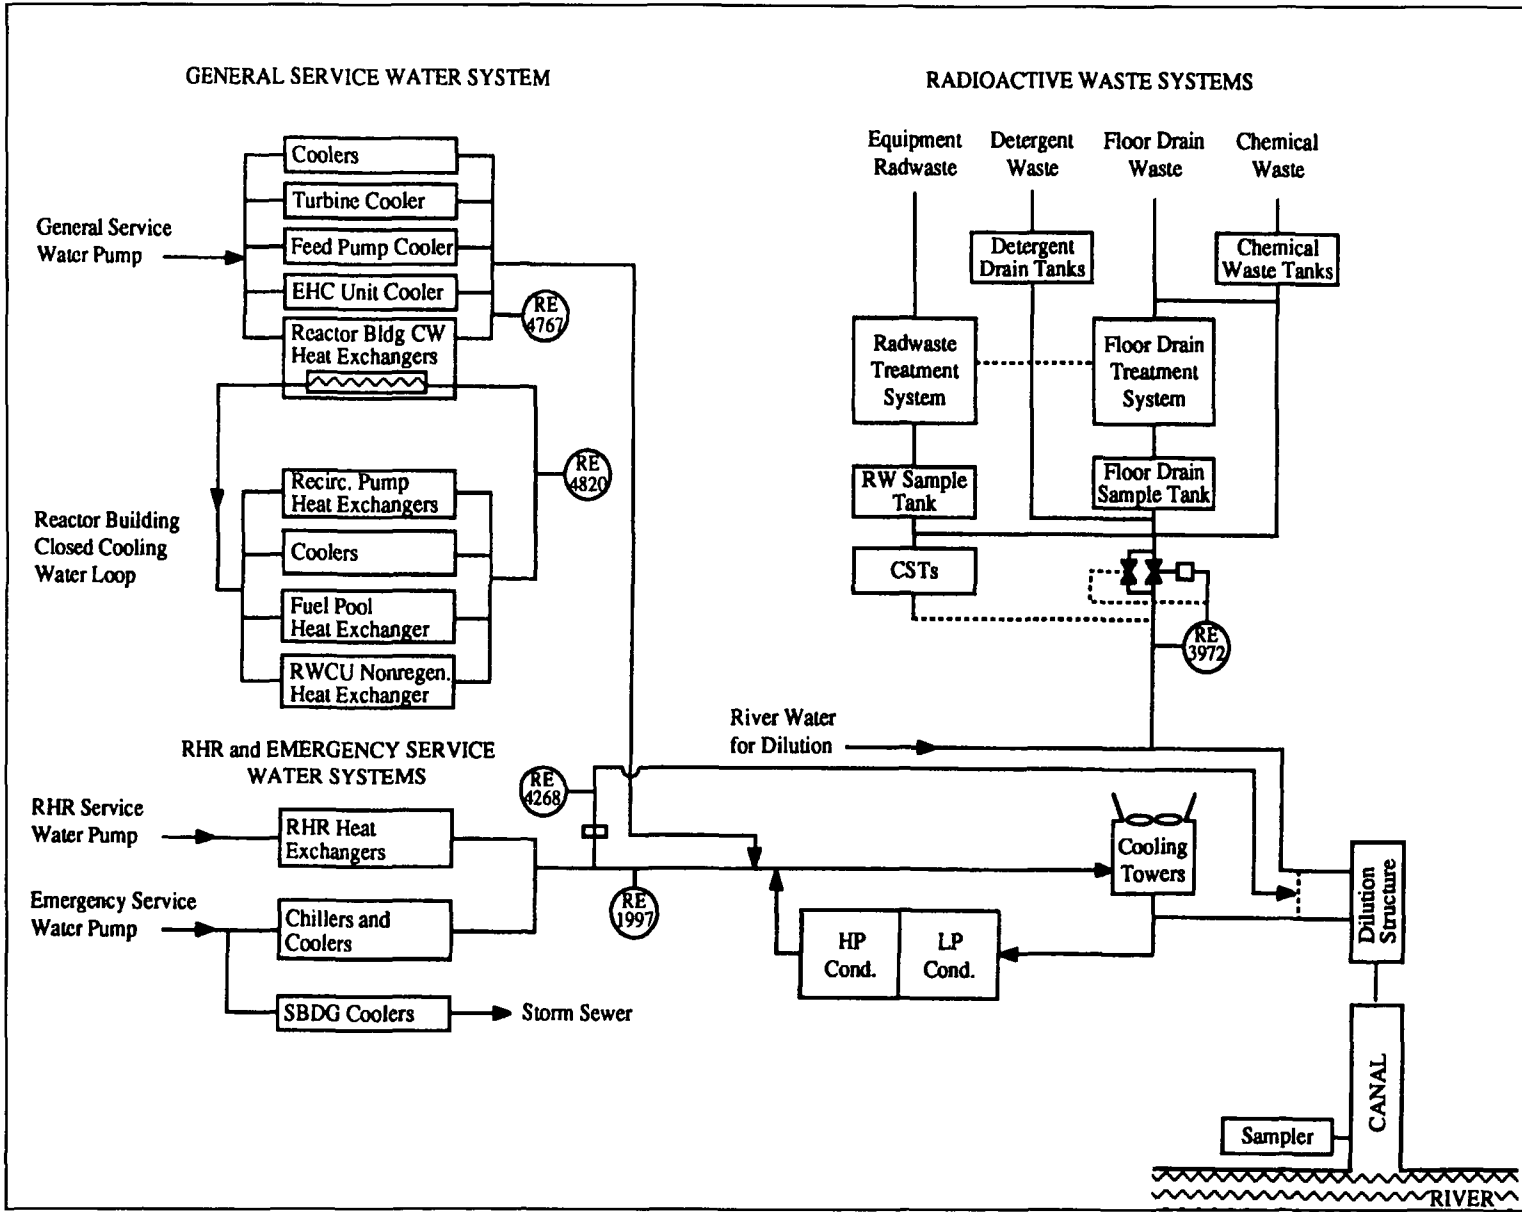 GENERAL SERVICE WATER SYSTEM
Coolers
Turbine Cooler
General Service
Water Pump
Feed Pump Cooler
EHC Unit Cooler
RE
4767
Reactor Bldg CW
Heat Exchangers
RE
4820
Recirc. Pump
Heat Exchangers
Reactor Building
Closed Cooling
Water Loop
Coolers
Fuel Pool
Heat Exchanger
RWCU Nonregen.
Heat Exchanger
RADIOACTIVE WASTE SYSTEMS
Equipment
Radwaste
Detergent
Waste
Floor Drain
Waste
Chemical
Waste
Detergent
Drain Tanks
Chemical
Waste Tanks
Radwaste
Treatment
System
Floor Drain
Treatment
System
RW Sample
Tank
Floor Drain
Sample Tank
CSTs
RE
3972
River Water
for Dilution
RHR and EMERGENCY SERVICE
WATER SYSTEMS
RE
4268
RHR Service
Water Pump
RHR Heat
Exchangers
Cooling
Towers
Emergency Service
Water Pump
Chillers and
Coolers
RE
1997
HP
Cond.
LP
Cond.
Dilution
Structure
SBDG Coolers
Storm Sewer
CANAL
Sampler
RIVER